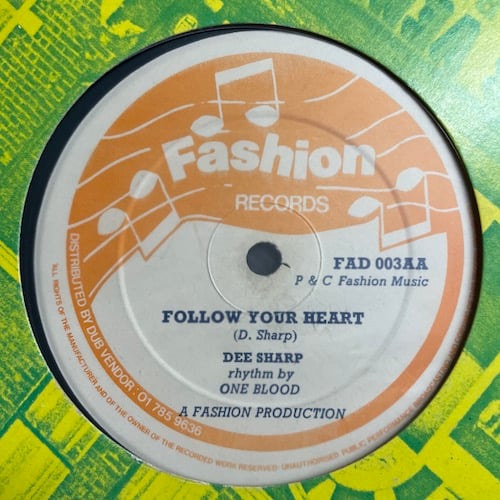 Fashion
RECORDS
FAD 003AA
P & C Fashion Music
FOLLOW YOUR HEART
(D. Sharp)
DEE SHARP
rhythm by
ONE BLOOD
A FASHION PRODUCTION
DISTRIBUTED BY DUB VENDOR: 01 785 9636
ALL RIGHTS OF THE MANUFACTURER AND OF THE OWNER OF THE RECORDED WORK RESERVED · UNAUTHORISED PUBLIC PERFORMANCE BROADCASTING